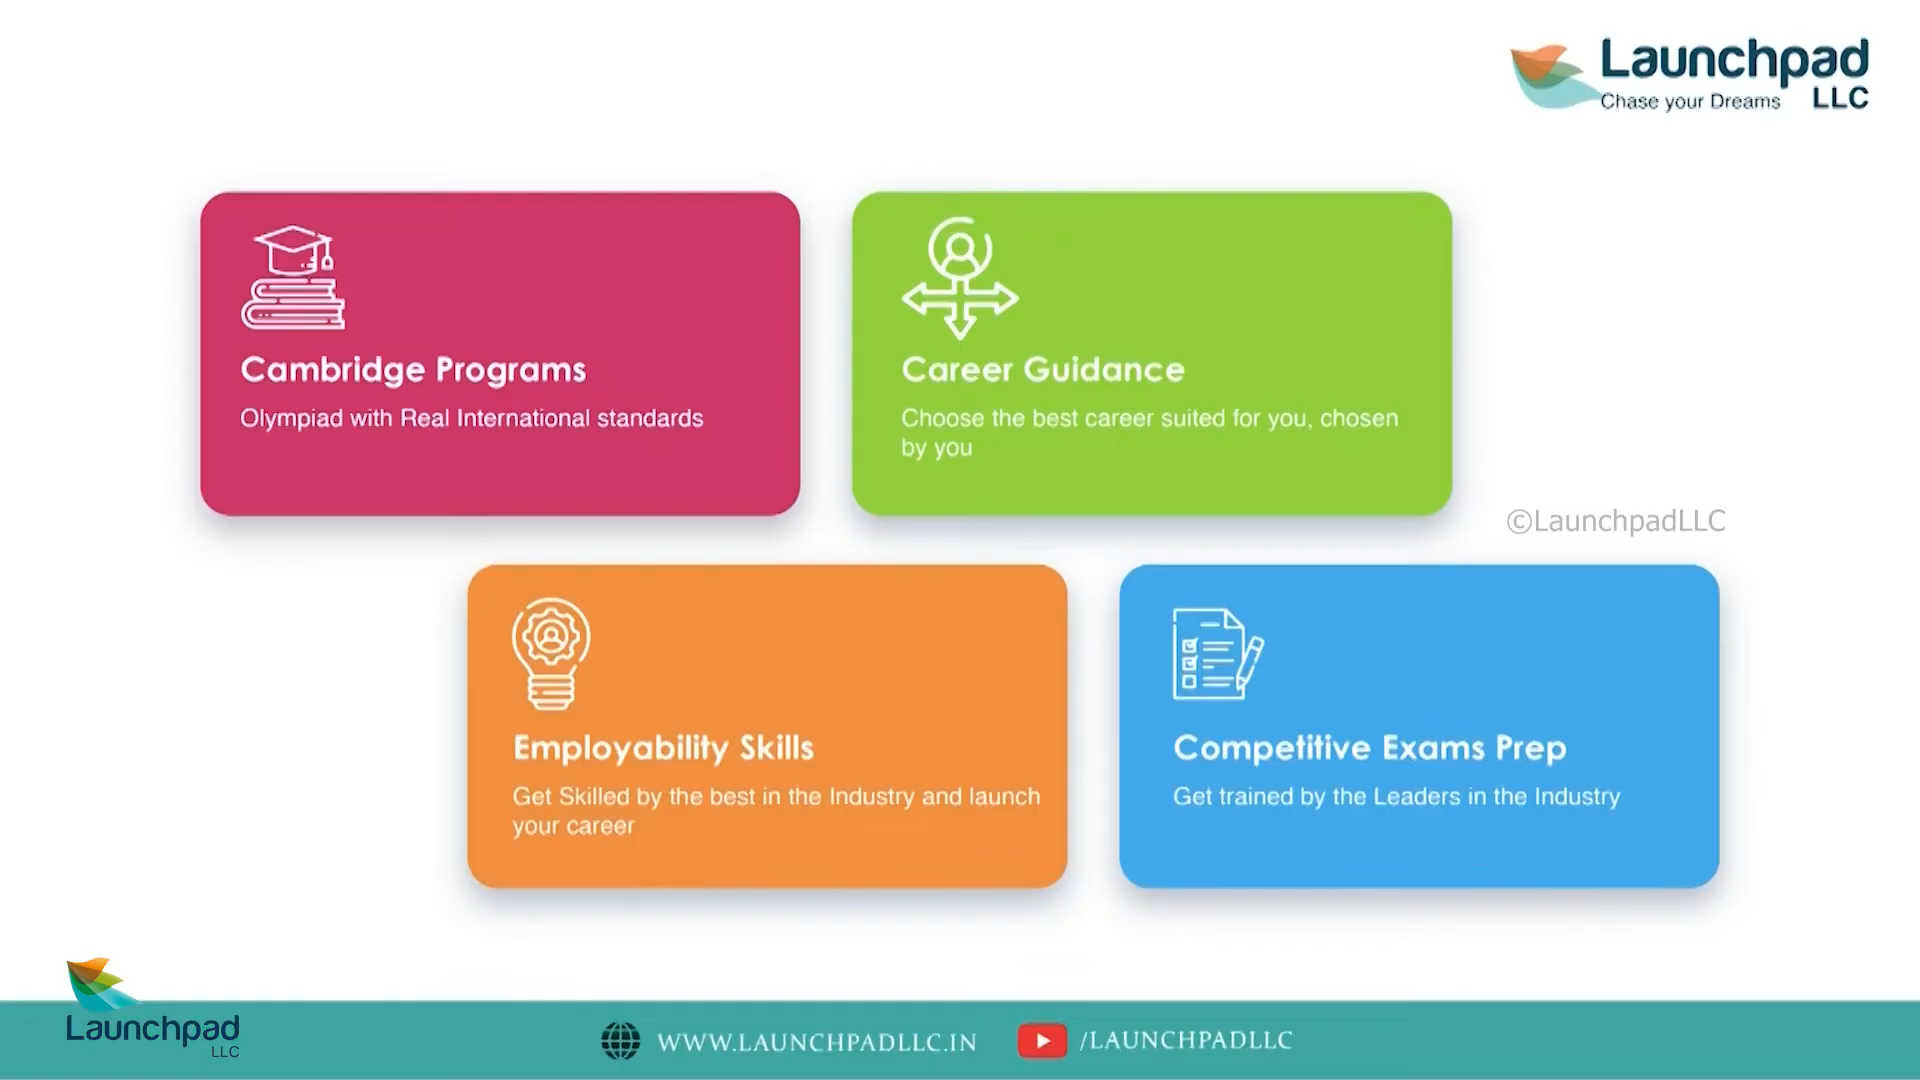 Launchpad
Chase your Dreams LLC
Cambridge Programs
Olympiad with Real International standards
Career Guidance
Choose the best career suited for you, chosen
by you
©LaunchpadLLC
Employability Skills
Get Skilled by the best in the Industry and launch
your career
Competitive Exams Prep
Get trained by the Leaders in the Industry
Launchpad
LLC
WWW.LAUNCHPADLLC.IN
/LAUNCHPADLLC